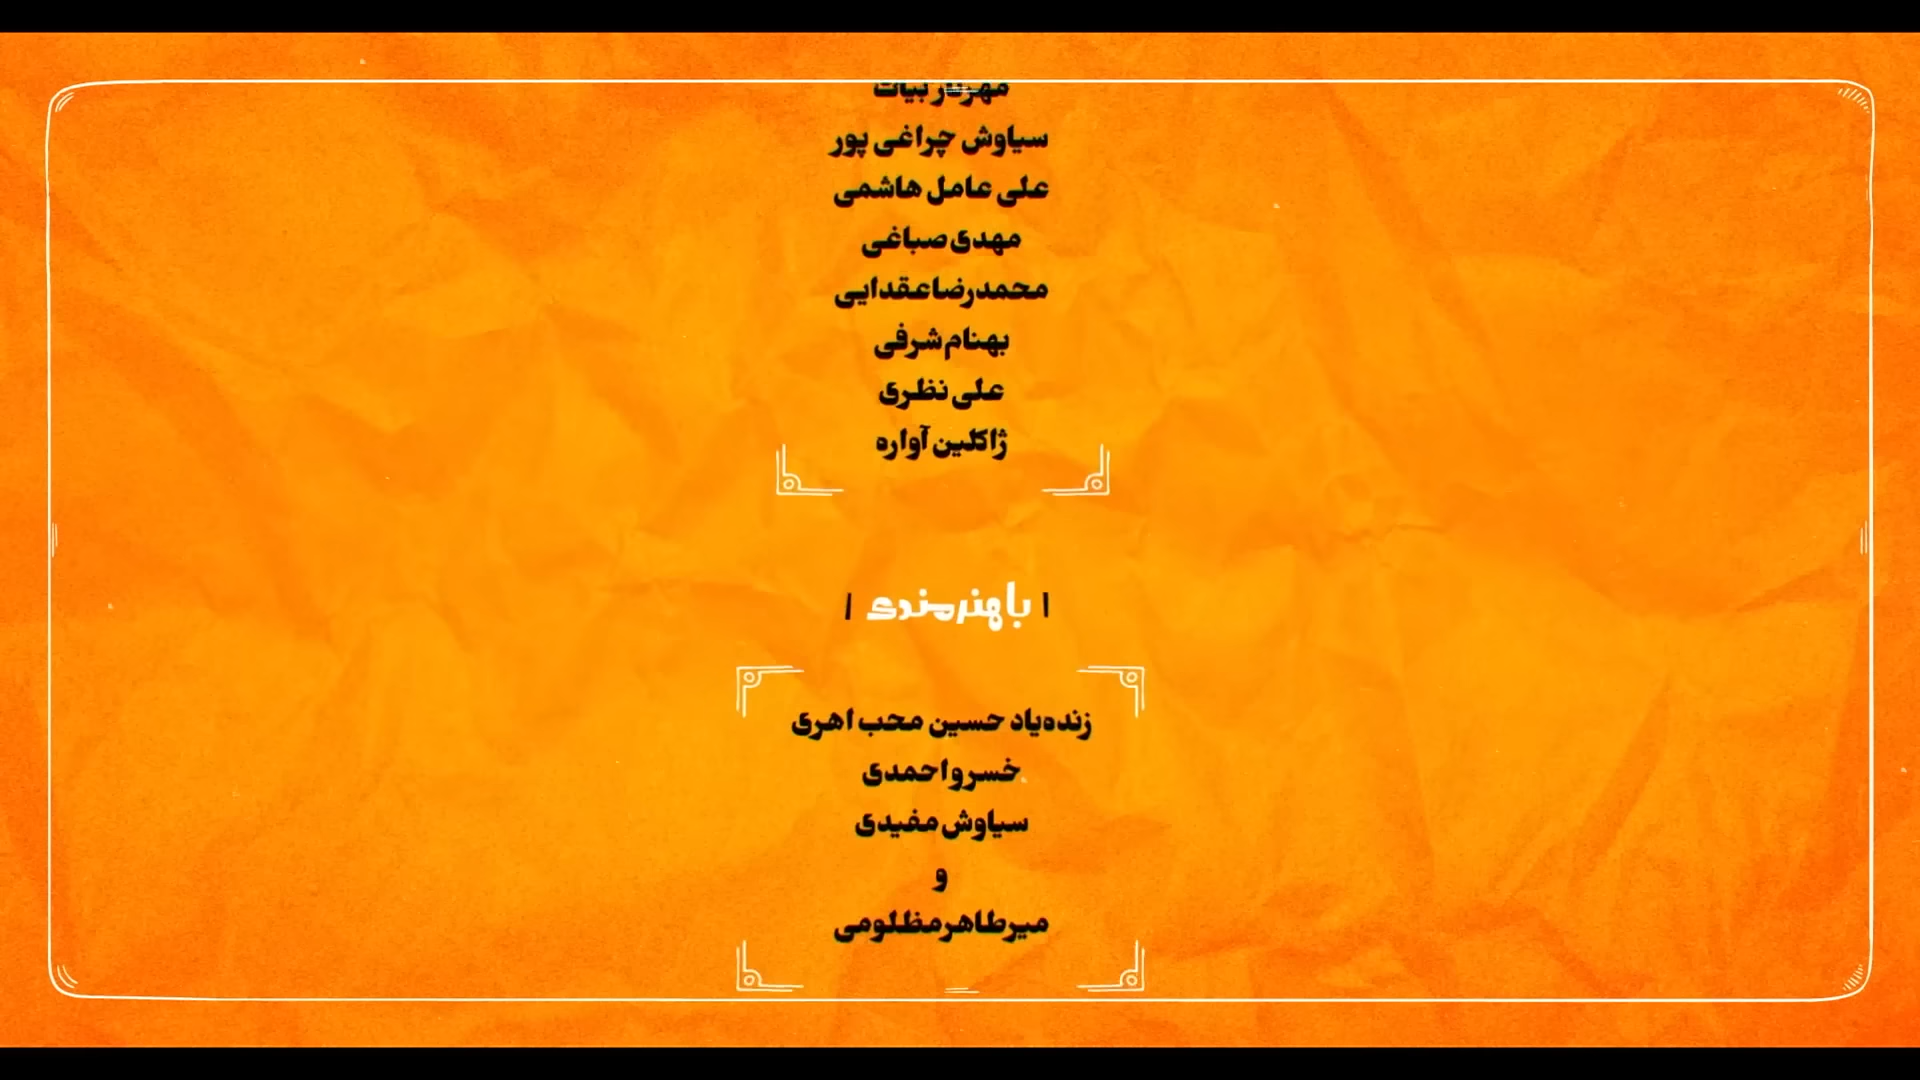 سیاوش چراغی پور
علی عامل هاشمی
مهدی صباغی
محمدرضا عقدایی
بهنام شرفی
علی نظری
ژاکلین آواره
| با هنرمندی |
زنده‌یاد حسین محب اهری
خسرو احمدی
سیاوش مفیدی
و
میرطاهر مظلومی